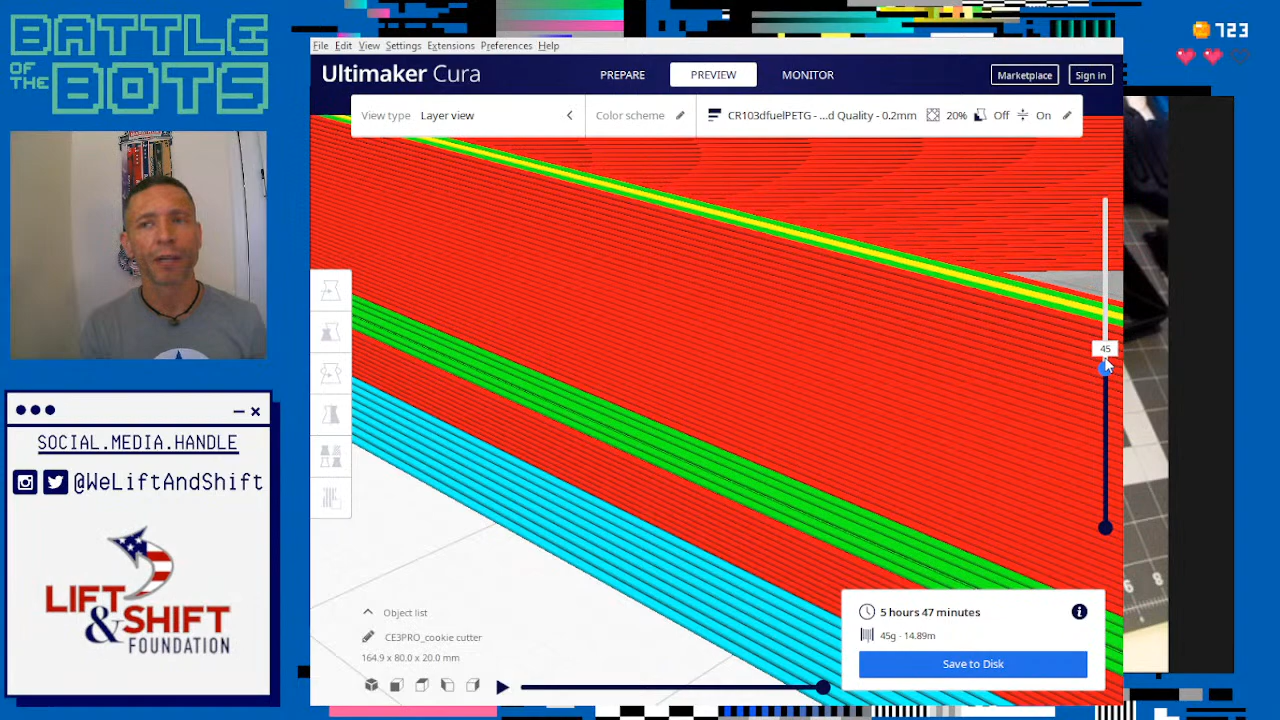 BATTLE
OF THE
BOTS
723
File Edit View Settings Extensions Preferences Help
Ultimaker Cura
PREPARE
PREVIEW
MONITOR
Marketplace
Sign in
View type Layer view
Color scheme
CR103dfuelPETG - ...d Quality - 0.2mm
20%
Off
On
45
SOCIAL.MEDIA.HANDLE
@WeLiftAndShift
LIFT
&SHIFT
FOUNDATION
Object list
CE3PRO_cookie cutter
164.9 x 80.0 x 20.0 mm
5 hours 47 minutes
45g · 14.89m
Save to Disk
6 8